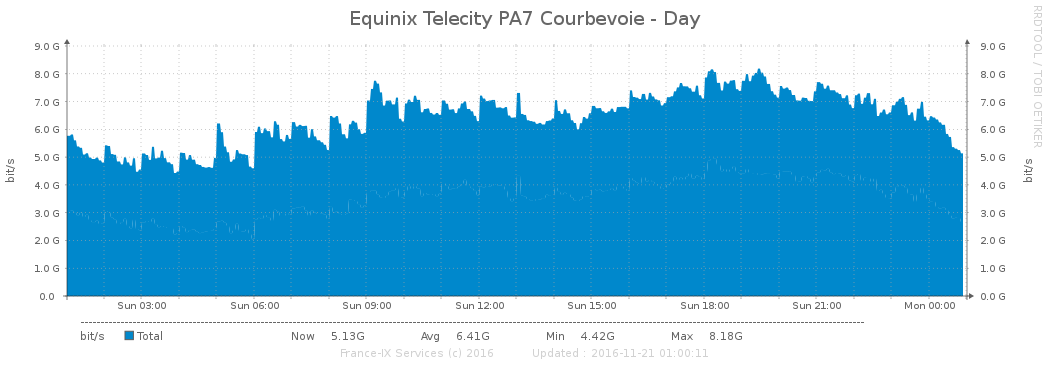 Equinix Telecity PA7 Courbevoie - Day
RRDTOOL / TOBI OETIKER
bit/s
9.0 G 9.0 G
8.0 G 8.0 G
7.0 G 7.0 G
6.0 G 6.0 G
5.0 G 5.0 G
4.0 G 4.0 G
3.0 G 3.0 G
2.0 G 2.0 G
1.0 G 1.0 G
0.0 0.0 G
bit/s
Sun 03:00 Sun 06:00 Sun 09:00 Sun 12:00 Sun 15:00 Sun 18:00 Sun 21:00 Mon 00:00
bit/s Total Now 5.13G Avg 6.41G Min 4.42G Max 8.18G
France-IX Services (c) 2016 Updated : 2016-11-21 01:00:11